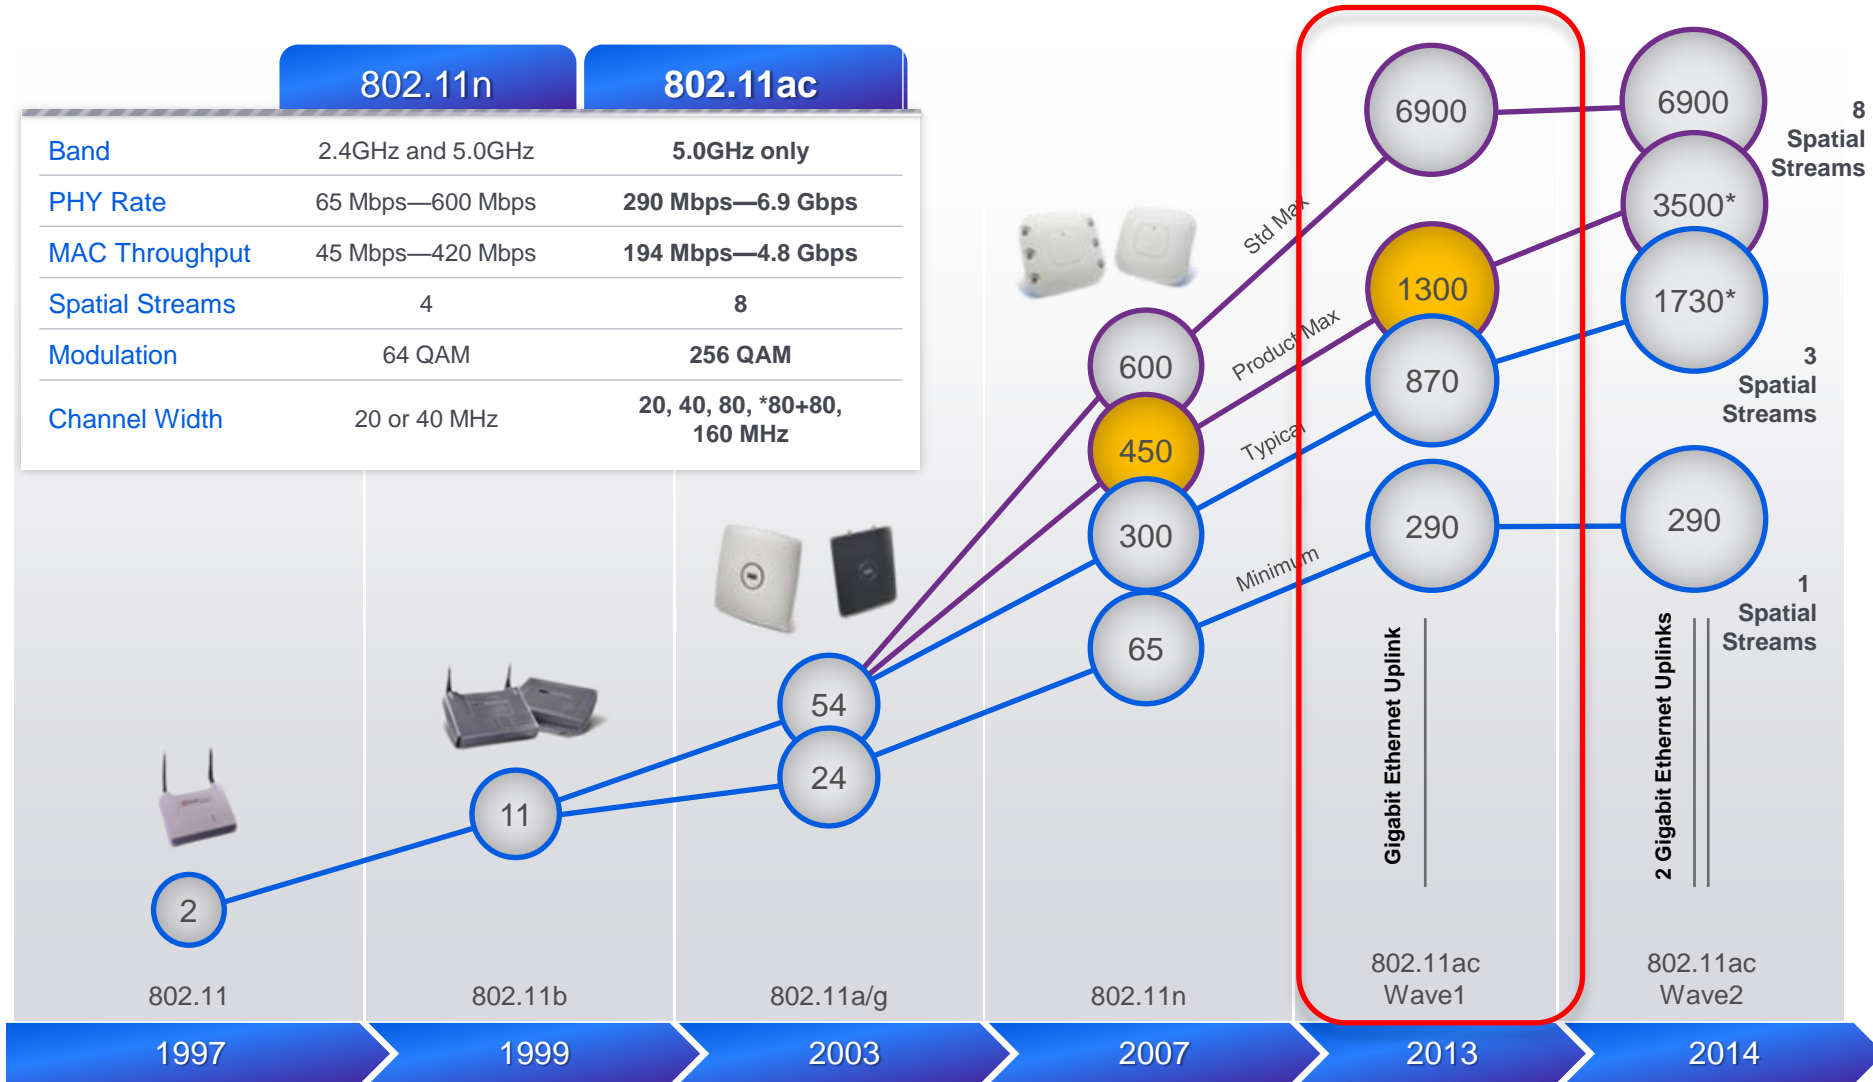 802.11n
802.11ac
Band
2.4GHz and 5.0GHz
5.0GHz only
PHY Rate
65 Mbps—600 Mbps
290 Mbps—6.9 Gbps
MAC Throughput
45 Mbps—420 Mbps
194 Mbps—4.8 Gbps
Spatial Streams
4
8
Modulation
64 QAM
256 QAM
Channel Width
20 or 40 MHz
20, 40, 80, *80+80,
160 MHz
Std Max
Product Max
Typical
Minimum
2
11
54
24
600
450
300
65
6900
1300
870
290
6900
3500*
1730*
290
8
Spatial
Streams
3
Spatial
Streams
1
Spatial
Streams
Gigabit Ethernet Uplink
2 Gigabit Ethernet Uplinks
802.11
802.11b
802.11a/g
802.11n
802.11ac
Wave1
802.11ac
Wave2
1997
1999
2003
2007
2013
2014